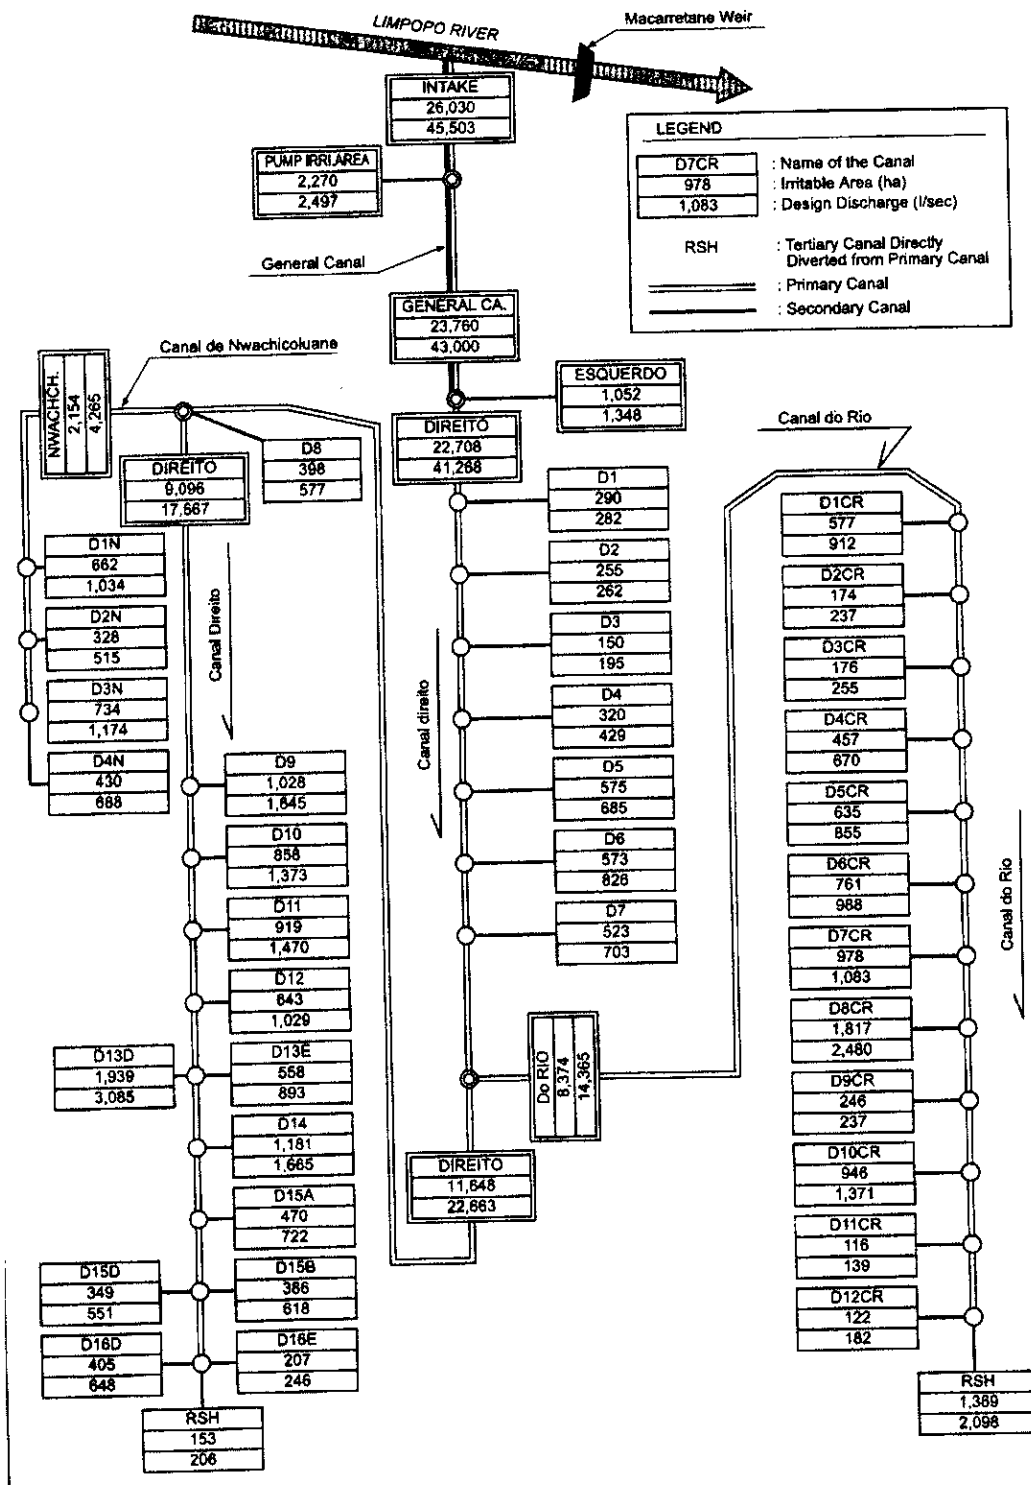 LIMPOPO RIVER
Macarretane Weir
INTAKE
26,030
45,503
PUMP IRRI.AREA
2,270
2,497
General Canal
LEGEND
D7CR : Name of the Canal
978 : Irritable Area (ha)
1,083 : Design Discharge (l/sec)
RSH : Tertiary Canal Directly
Diverted from Primary Canal
: Primary Canal
: Secondary Canal
GENERAL CA.
23,760
43,000
Canal de Nwachicoluane
NWACHCH.
2,154
4,265
ESQUERDO
1,052
1,348
DIREITO
22,708
41,268
Canal do Rio
D8
398
577
DIREITO
9,096
17,567
D1N
662
1,034
D2N
328
515
D3N
734
1,174
D4N
430
688
Canal Direito
D9
1,028
1,645
D10
858
1,373
D11
919
1,470
D12
643
1,029
D13D
1,939
3,085
D13E
558
893
D14
1,181
1,665
D15A
470
722
D15D
349
551
D15B
386
618
D16D
405
648
D16E
207
246
RSH
153
206
Canal direito
D1
290
282
D2
255
262
D3
150
195
D4
320
429
D5
575
685
D6
573
826
D7
523
703
Do RIO
8,374
14,365
DIREITO
11,648
22,663
D1CR
577
912
D2CR
174
237
D3CR
176
255
D4CR
457
670
D5CR
635
855
D6CR
761
988
D7CR
978
1,083
D8CR
1,817
2,480
D9CR
246
237
D10CR
946
1,371
D11CR
116
139
D12CR
122
182
Canal do Rio
RSH
1,369
2,098